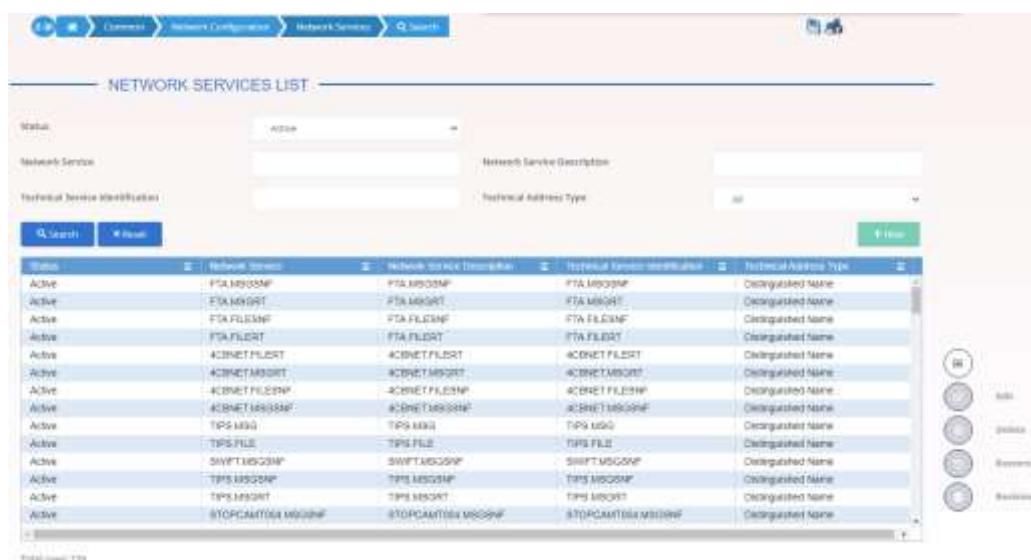 Common Network Configuration Network Services Search
NETWORK SERVICES LIST
Status Active
Network Service Network Service Description
Technical Service Identification Technical Address Type All
Search Reset New
Status Network Service Network Service Description Technical Service Identification Technical Address Type
Active FTA.MSGSNF FTA.MSGSNF FTA.MSGSNF Distinguished Name
Active FTA.MSGRT FTA.MSGRT FTA.MSGRT Distinguished Name
Active FTA.FILESNF FTA.FILESNF FTA.FILESNF Distinguished Name
Active FTA.FILERT FTA.FILERT FTA.FILERT Distinguished Name
Active 4CBNET.FILERT 4CBNET.FILERT 4CBNET.FILERT Distinguished Name
Active 4CBNET.MSGRT 4CBNET.MSGRT 4CBNET.MSGRT Distinguished Name
Active 4CBNET.FILESNF 4CBNET.FILESNF 4CBNET.FILESNF Distinguished Name
Active 4CBNET.MSGSNF 4CBNET.MSGSNF 4CBNET.MSGSNF Distinguished Name
Active TIPS.MSG TIPS.MSG TIPS.MSG Distinguished Name
Active TIPS.FILE TIPS.FILE TIPS.FILE Distinguished Name
Active SWIFT.MSGSNF SWIFT.MSGSNF SWIFT.MSGSNF Distinguished Name
Active TIPS.MSGSNF TIPS.MSGSNF TIPS.MSGSNF Distinguished Name
Active TIPS.MSGRT TIPS.MSGRT TIPS.MSGRT Distinguished Name
Active STOPCAMT004.MSGSNF STOPCAMT004.MSGSNF STOPCAMT004.MSGSNF Distinguished Name
Edit
Delete